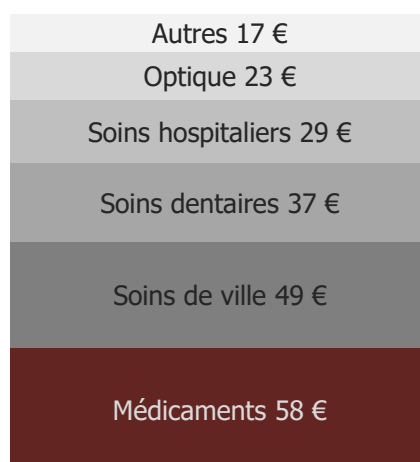 Autres 17 €
Optique 23 €
Soins hospitaliers 29 €
Soins dentaires 37 €
Soins de ville 49 €
Médicaments 58 €